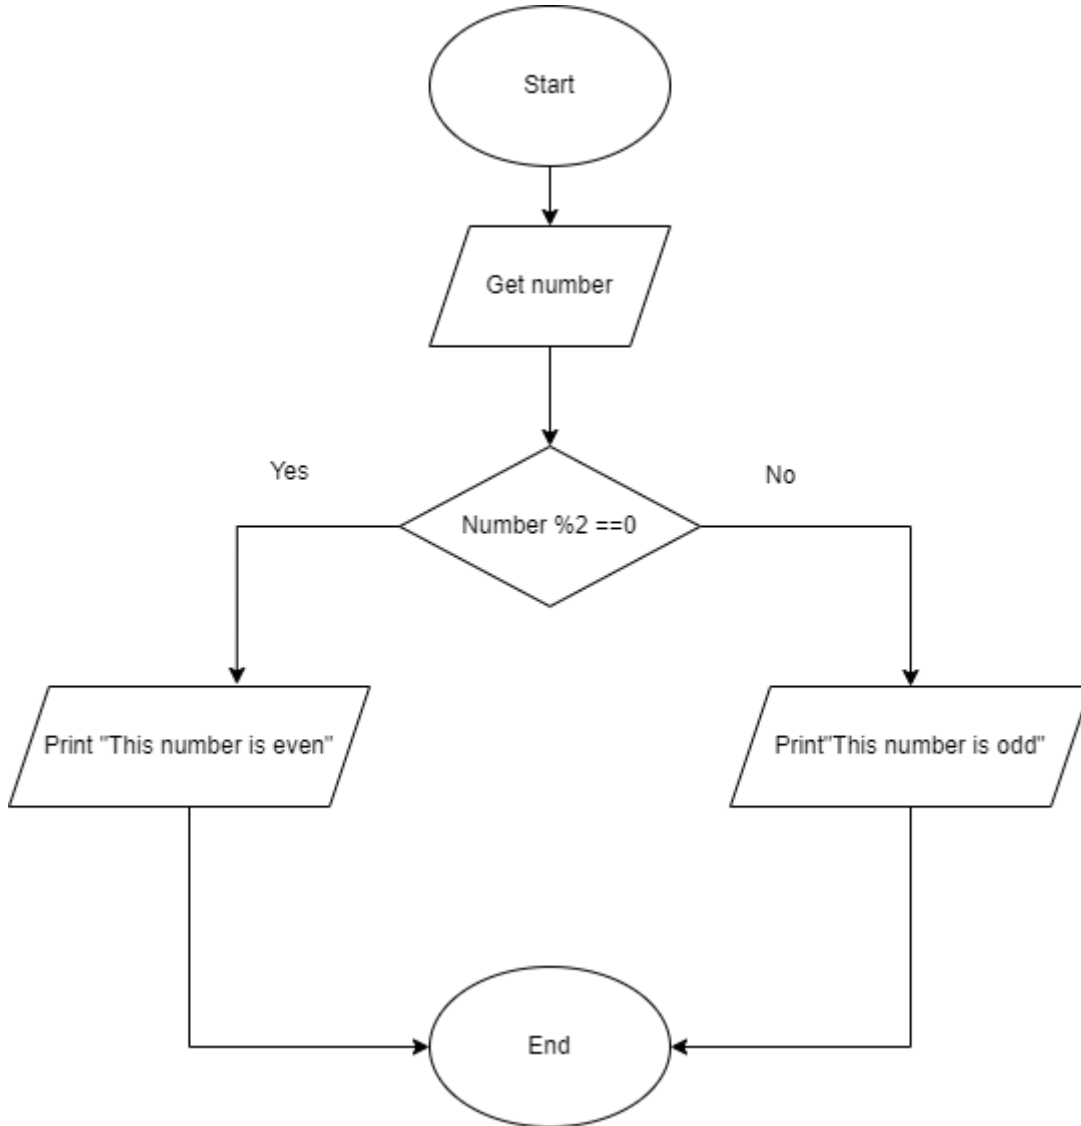 Start
Get number
Yes
No
Number %2 ==0
Print "This number is even"
Print"This number is odd"
End